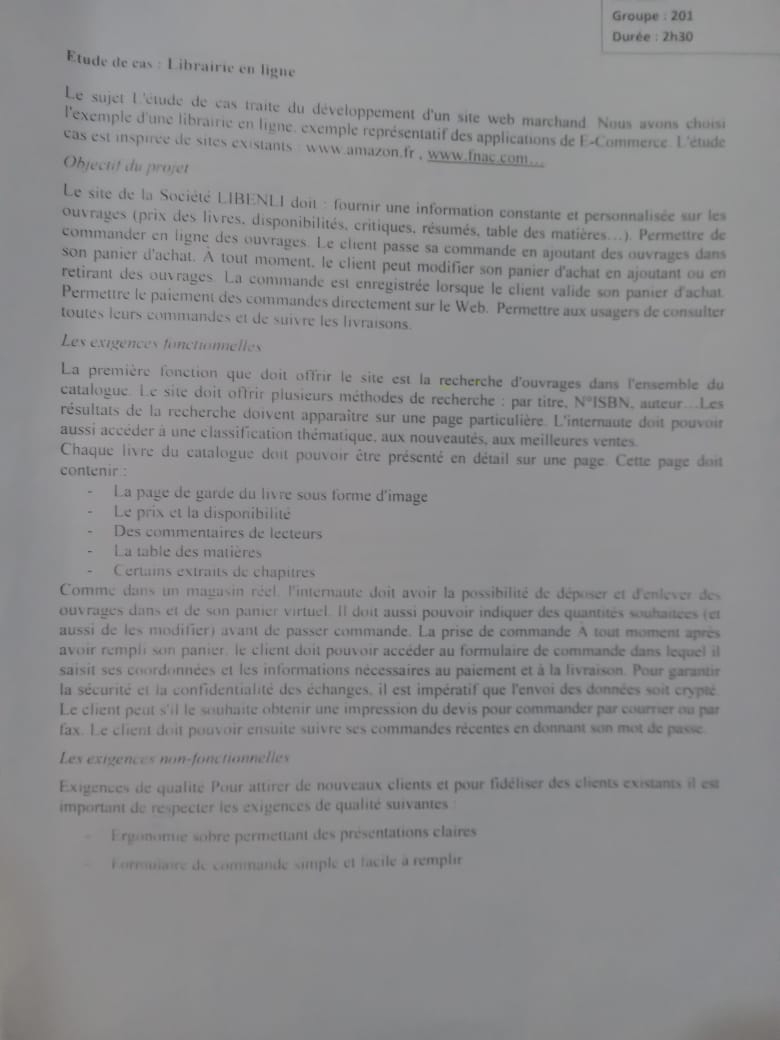 Groupe : 201
Durée : 2h30
Etude de cas : Librairie en ligne
Le sujet L'étude de cas traite du développement d'un site web marchand. Nous avons choisi
l'exemple d'une librairie en ligne, exemple représentatif des applications de E-Commerce. L'étude
cas est inspirée de sites existants : www.amazon.fr , www.fnac.com…
Objectif du projet
Le site de la Société LIBENLI doit : fournir une information constante et personnalisée sur les
ouvrages (prix des livres, disponibilités, critiques, résumés, table des matières…). Permettre de
commander en ligne des ouvrages. Le client passe sa commande en ajoutant des ouvrages dans
son panier d'achat. À tout moment, le client peut modifier son panier d'achat en ajoutant ou en
retirant des ouvrages. La commande est enregistrée lorsque le client valide son panier d'achat.
Permettre le paiement des commandes directement sur le Web. Permettre aux usagers de consulter
toutes leurs commandes et de suivre les livraisons.
Les exigences fonctionnelles
La première fonction que doit offrir le site est la recherche d'ouvrages dans l'ensemble du
catalogue. Le site doit offrir plusieurs méthodes de recherche : par titre, N°ISBN, auteur…Les
résultats de la recherche doivent apparaître sur une page particulière. L'internaute doit pouvoir
aussi accéder à une classification thématique, aux nouveautés, aux meilleures ventes.
Chaque livre du catalogue doit pouvoir être présenté en détail sur une page. Cette page doit
contenir :
- La page de garde du livre sous forme d'image
- Le prix et la disponibilité
- Des commentaires de lecteurs
- La table des matières
- Certains extraits de chapitres
Comme dans un magasin réel, l'internaute doit avoir la possibilité de déposer et d'enlever des
ouvrages dans et de son panier virtuel. Il doit aussi pouvoir indiquer des quantités souhaitées (et
aussi de les modifier) avant de passer commande. La prise de commande À tout moment après
avoir rempli son panier, le client doit pouvoir accéder au formulaire de commande dans lequel il
saisit ses coordonnées et les informations nécessaires au paiement et à la livraison. Pour garantir
la sécurité et la confidentialité des échanges, il est impératif que l'envoi des données soit crypté.
Le client peut s'il le souhaite obtenir une impression du devis pour commander par courrier ou par
fax. Le client doit pouvoir ensuite suivre ses commandes récentes en donnant son mot de passe.
Les exigences non-fonctionnelles
Exigences de qualité Pour attirer de nouveaux clients et pour fidéliser des clients existants il est
important de respecter les exigences de qualité suivantes :
- Ergonomie sobre permettant des présentations claires
- Formulaire de commande simple et facile à remplir